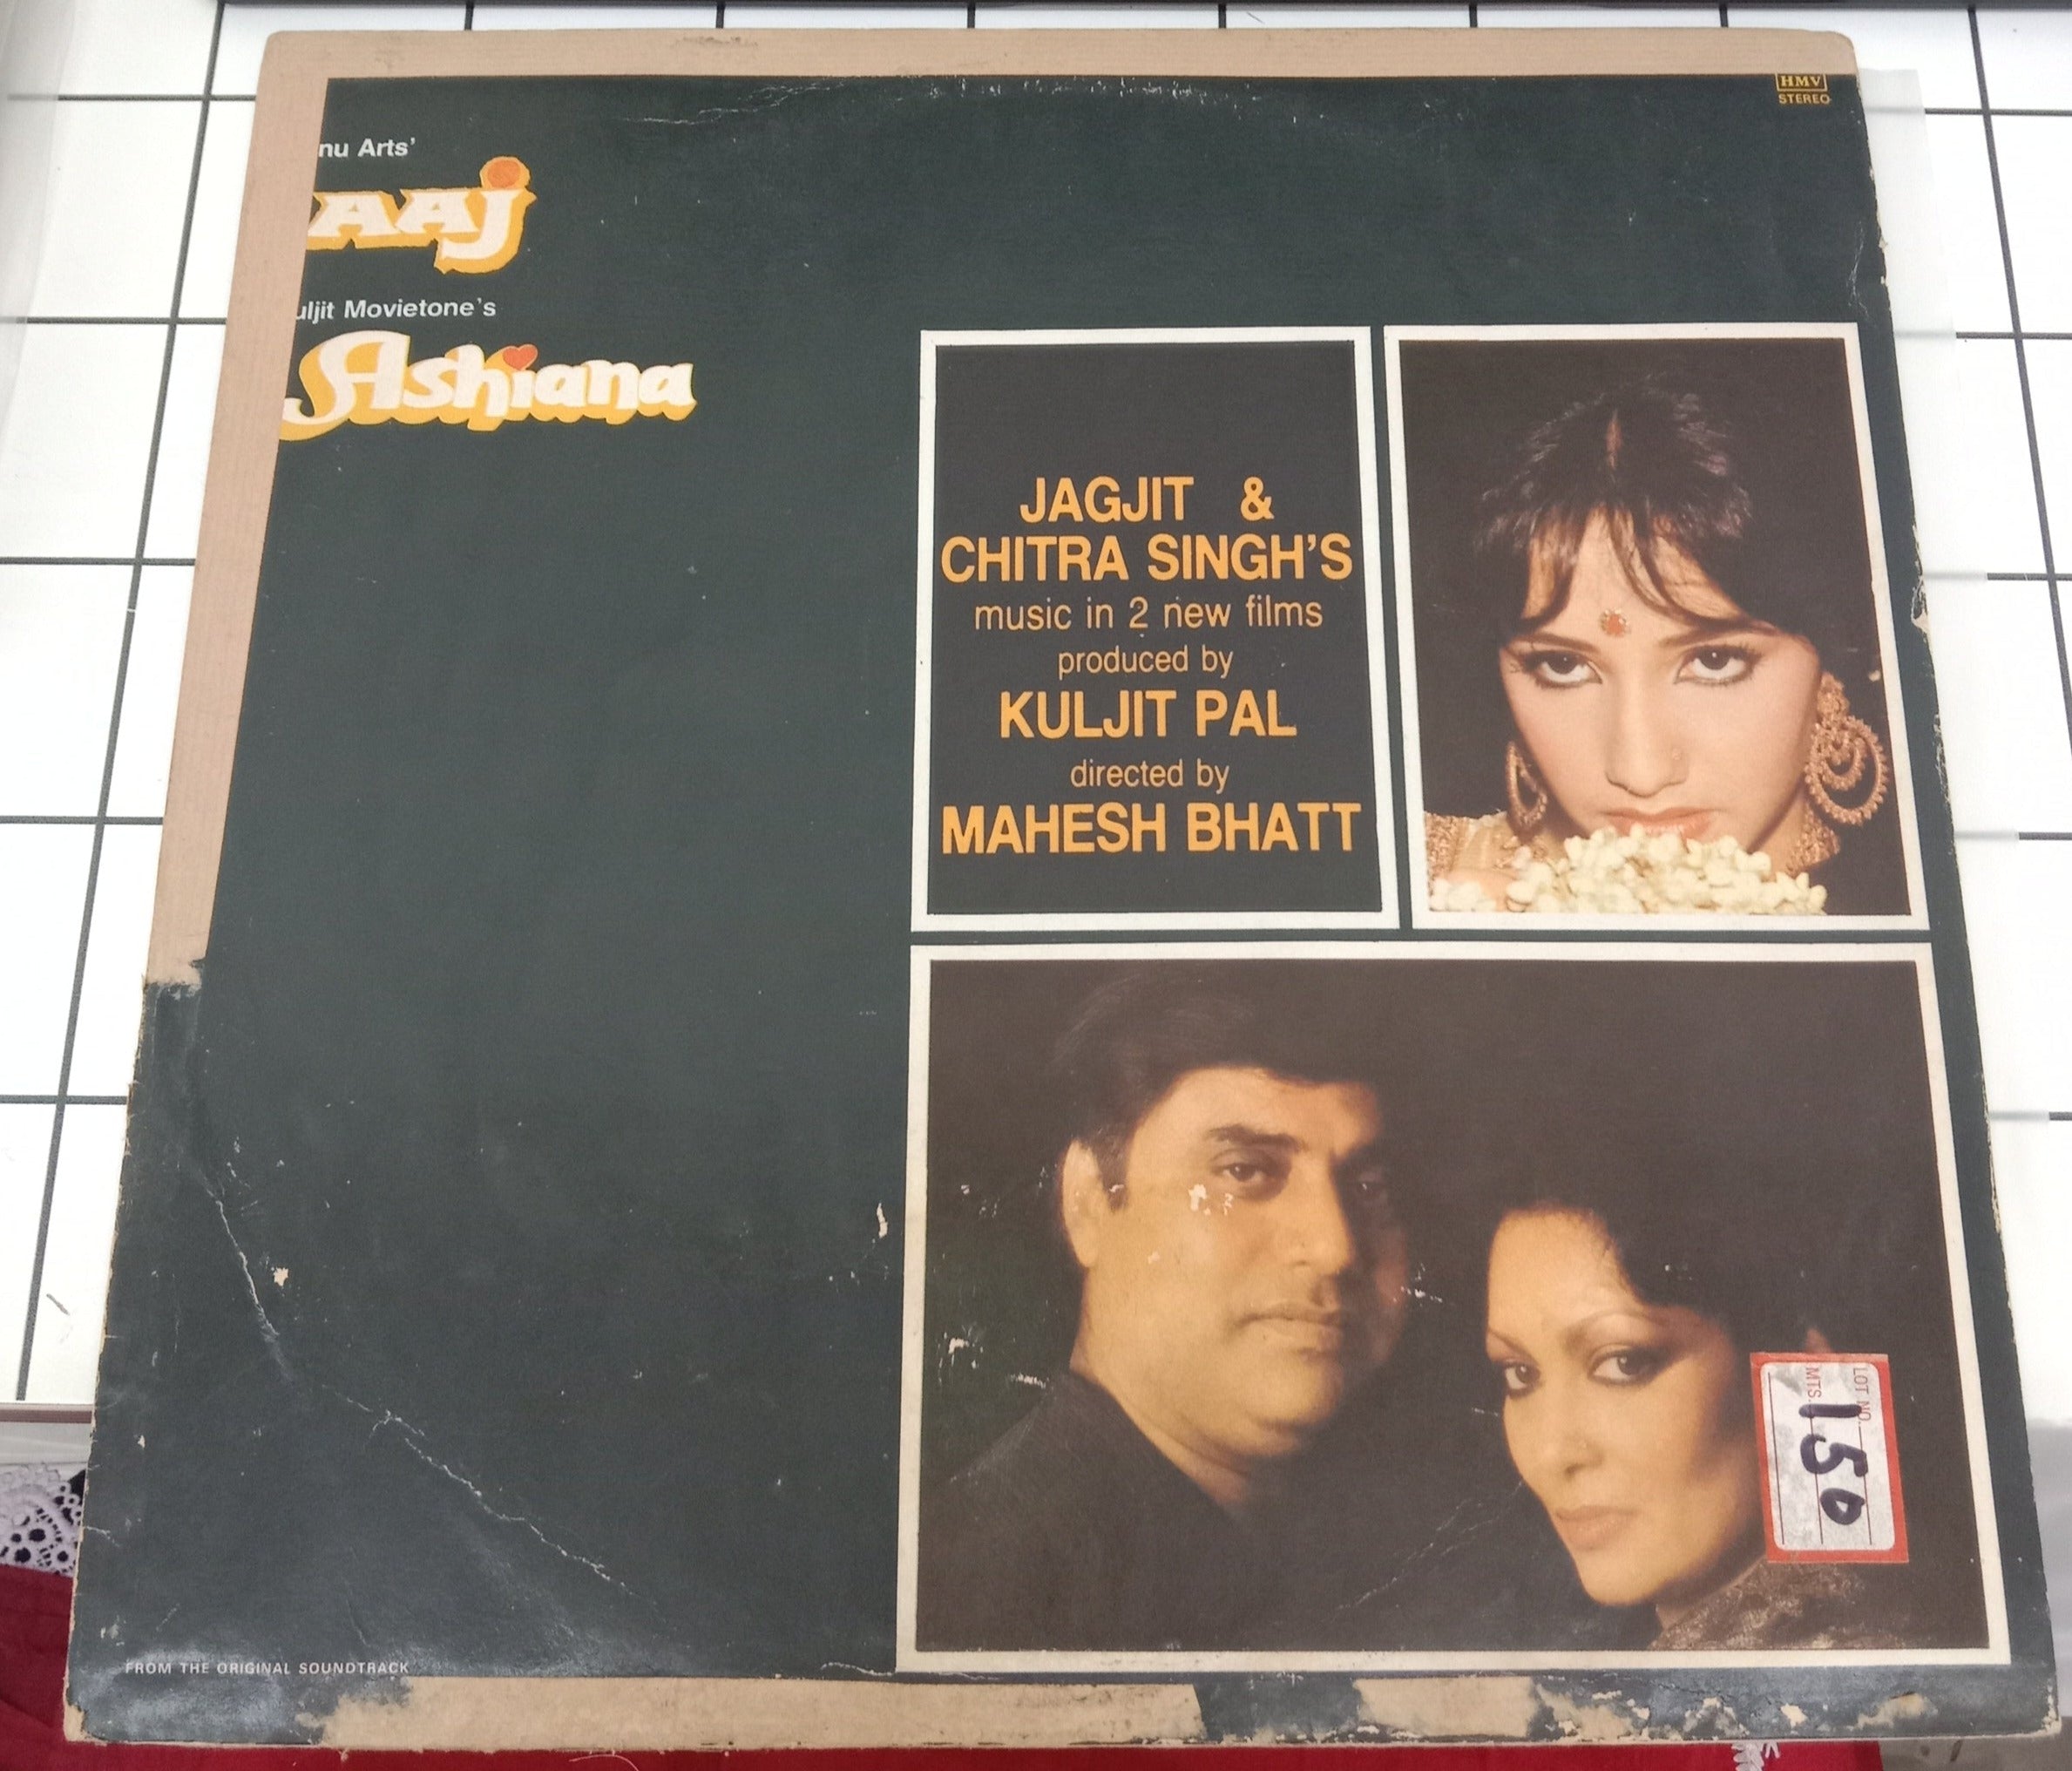 HMV
STEREO
nu Arts'
AAJ
uljit Movietone's
Ashiana
JAGJIT &
CHITRA SINGH'S
music in 2 new films
produced by
KULJIT PAL
directed by
MAHESH BHATT
LOT NO.
MTS.
150
FROM THE ORIGINAL SOUNDTRACK